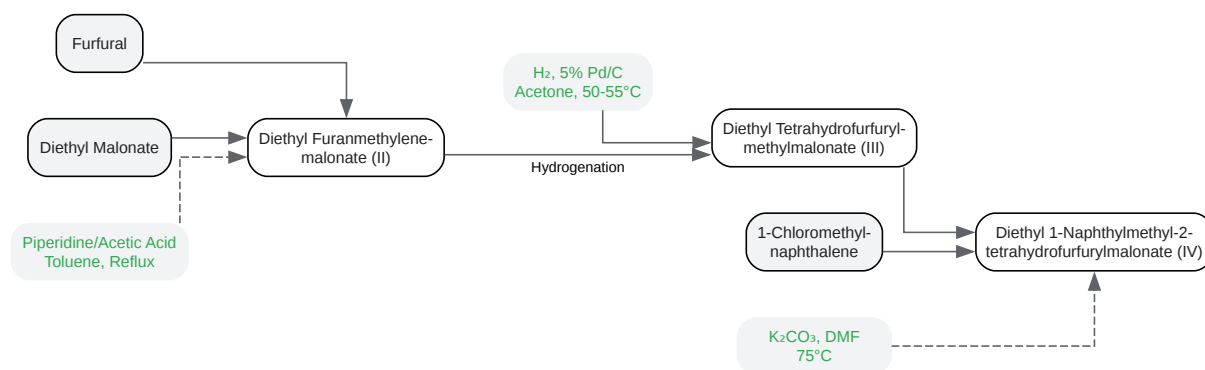 Furfural
Diethyl Malonate
Piperidine/Acetic Acid
Toluene, Reflux
Diethyl Furanmethylene-
malonate (II)
H₂, 5% Pd/C
Acetone, 50-55°C
Hydrogenation
Diethyl Tetrahydrofurfuryl-
methylmalonate (III)
1-Chloromethyl-
naphthalene
Diethyl 1-Naphthylmethyl-2-
tetrahydrofurfurylmalonate (IV)
K₂CO₃, DMF
75°C